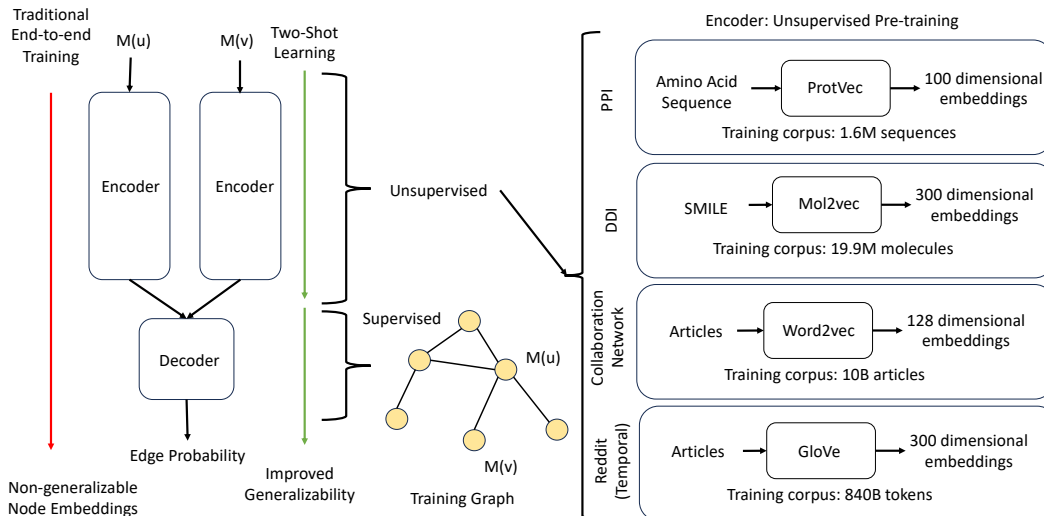 Traditional
End-to-end
Training
M(u)
M(v)
Two-Shot
Learning
Encoder
Encoder
Decoder
Edge Probability
Non-generalizable
Node Embeddings
Improved
Generalizability
Unsupervised
Supervised
M(u)
M(v)
Training Graph
Encoder: Unsupervised Pre-training
PPI
Amino Acid
Sequence
ProtVec
100 dimensional
embeddings
Training corpus: 1.6M sequences
DDI
SMILE
Mol2vec
300 dimensional
embeddings
Training corpus: 19.9M molecules
Collaboration
Network
Articles
Word2vec
128 dimensional
embeddings
Training corpus: 10B articles
Reddit
(Temporal)
Articles
GloVe
300 dimensional
embeddings
Training corpus: 840B tokens